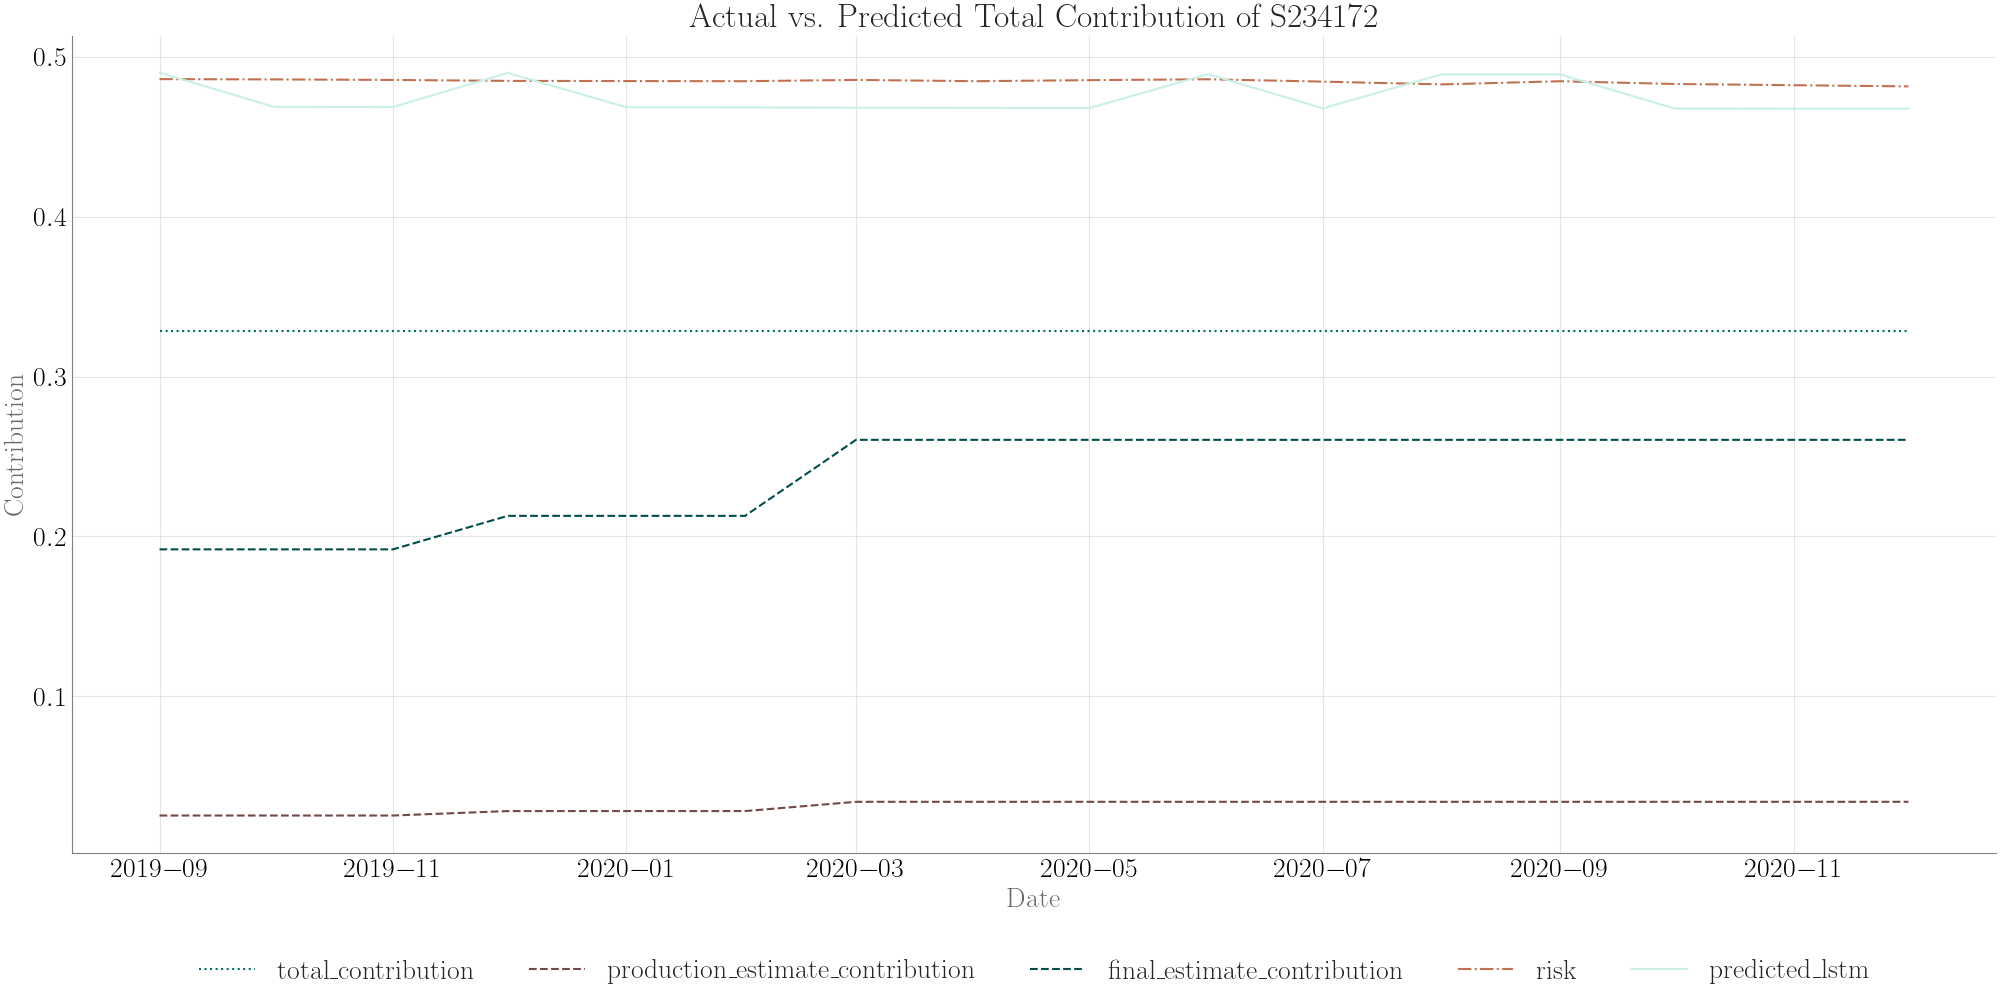 Actual vs. Predicted Total Contribution of S234172
0.5
0.4
0.3
0.2
0.1
Contribution
2019−09 2019−11 2020−01 2020−03 2020−05 2020−07 2020−09 2020−11
Date
total_contribution production_estimate_contribution final_estimate_contribution risk predicted_lstm